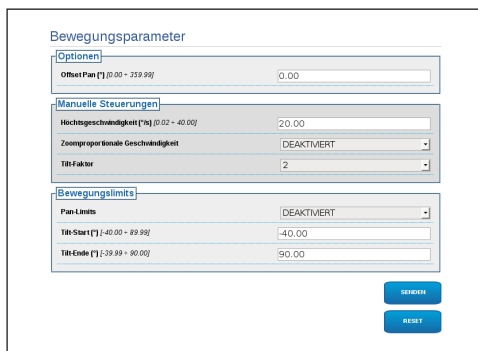 Bewegungsparameter
Optionen
Offset Pan (°) [0.00 ÷ 359.99] 0.00
Manuelle Steuerungen
Höchtsgeschwindigkeit (°/s) [0.02 ÷ 40.00] 20.00
Zoomproportionale Geschwindigkeit DEAKTIVIERT
Tilt-Faktor 2
Bewegungslimits
Pan-Limits DEAKTIVIERT
Tilt-Start (°) [-40.00 ÷ 89.99] -40.00
Tilt-Ende (°) [-39.99 ÷ 90.00] 90.00
SENDEN
RESET